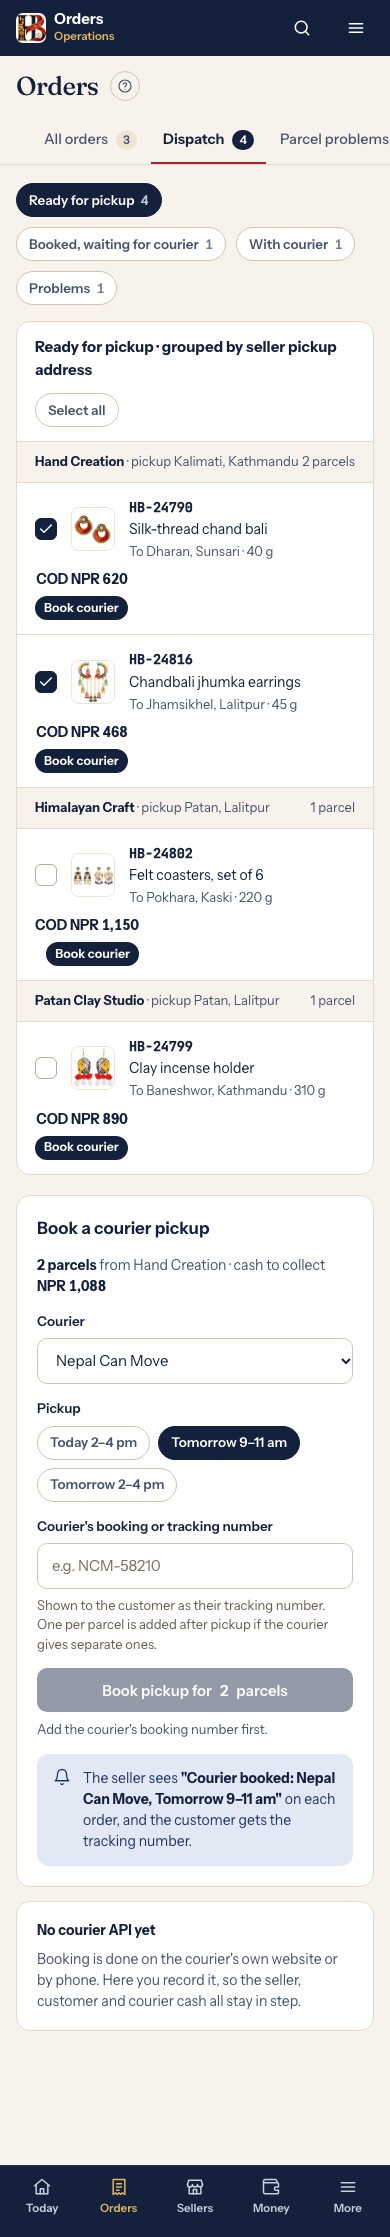 Orders
Operations
Orders
All orders 3 Dispatch 4 Parcel problems
Ready for pickup 4
Booked, waiting for courier 1 With courier 1
Problems 1
Ready for pickup · grouped by seller pickup
address
Select all
Hand Creation · pickup Kalimati, Kathmandu 2 parcels
HB-24790
Silk-thread chand bali
To Dharan, Sunsari · 40 g
COD NPR 620
Book courier
HB-24816
Chandbali jhumka earrings
To Jhamsikhel, Lalitpur · 45 g
COD NPR 468
Book courier
Himalayan Craft · pickup Patan, Lalitpur 1 parcel
HB-24802
Felt coasters, set of 6
To Pokhara, Kaski · 220 g
COD NPR 1,150
Book courier
Patan Clay Studio · pickup Patan, Lalitpur 1 parcel
HB-24799
Clay incense holder
To Baneshwor, Kathmandu · 310 g
COD NPR 890
Book courier
Book a courier pickup
2 parcels from Hand Creation · cash to collect
NPR 1,088
Courier
Nepal Can Move
Pickup
Today 2–4 pm Tomorrow 9–11 am
Tomorrow 2–4 pm
Courier's booking or tracking number
e.g. NCM-58210
Shown to the customer as their tracking number.
One per parcel is added after pickup if the courier
gives separate ones.
Book pickup for 2 parcels
Add the courier's booking number first.
The seller sees "Courier booked: Nepal
Can Move, Tomorrow 9–11 am" on each
order, and the customer gets the
tracking number.
No courier API yet
Booking is done on the courier's own website or
by phone. Here you record it, so the seller,
customer and courier cash all stay in step.
Today Orders Sellers Money More